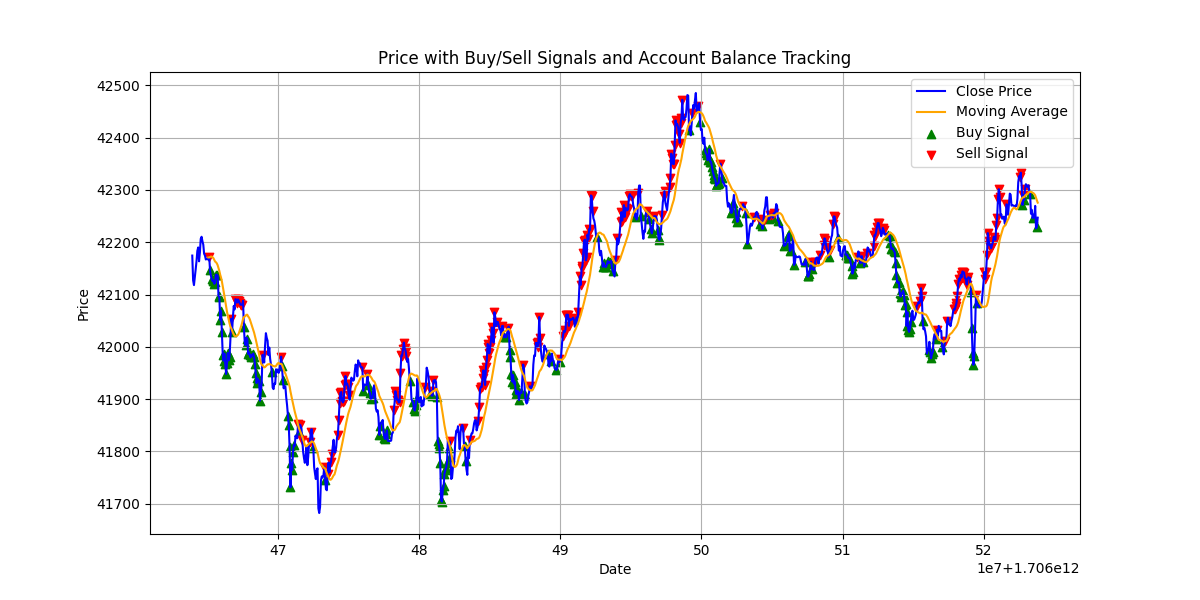 Price with Buy/Sell Signals and Account Balance Tracking
Close Price
Moving Average
Buy Signal
Sell Signal
42500
42400
42300
42200
42100
42000
41900
41800
41700
Price
47 48 49 50 51 52
1e7+1.706e12
Date